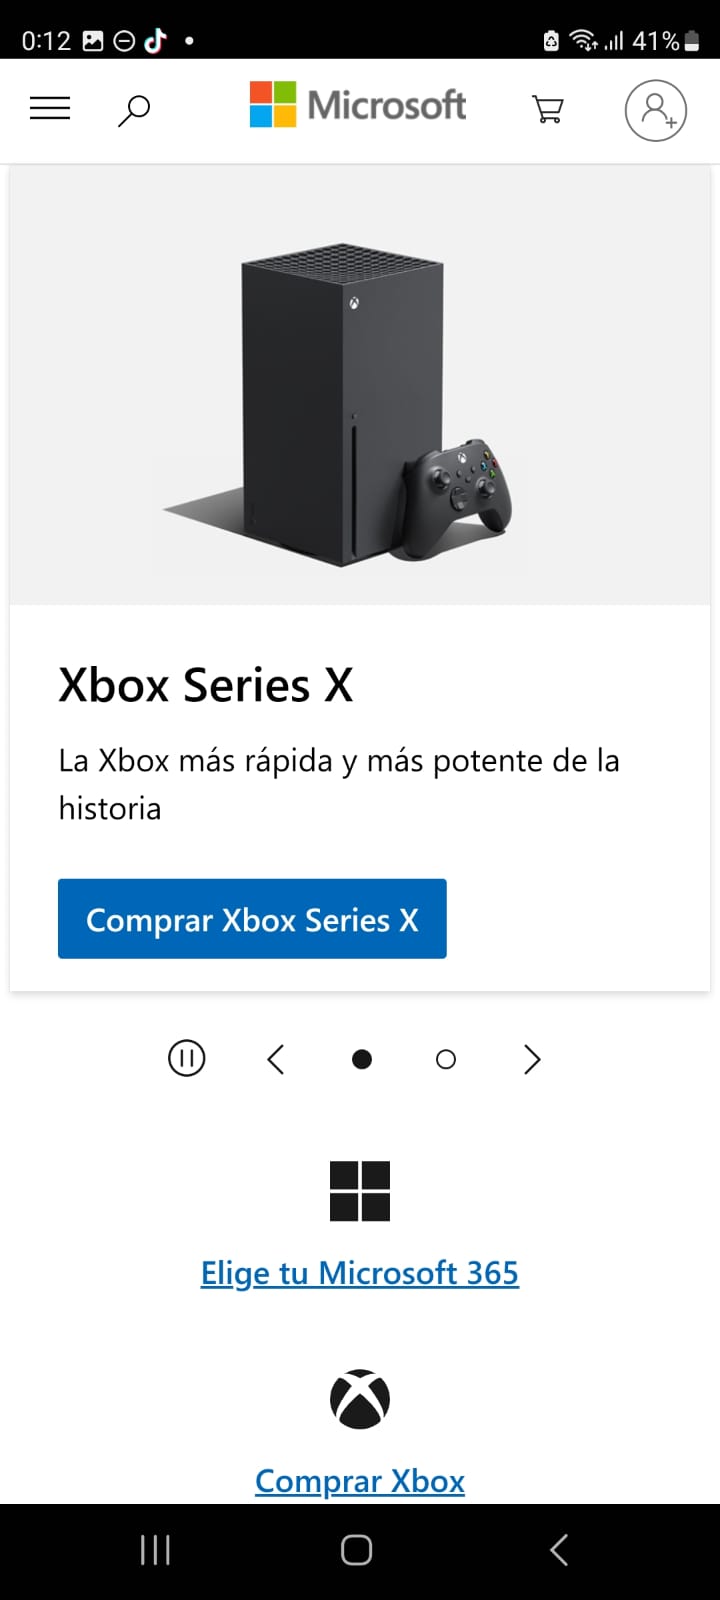 0:12 41%
Microsoft
Xbox Series X
La Xbox más rápida y más potente de la
historia
Comprar Xbox Series X
Elige tu Microsoft 365
Comprar Xbox